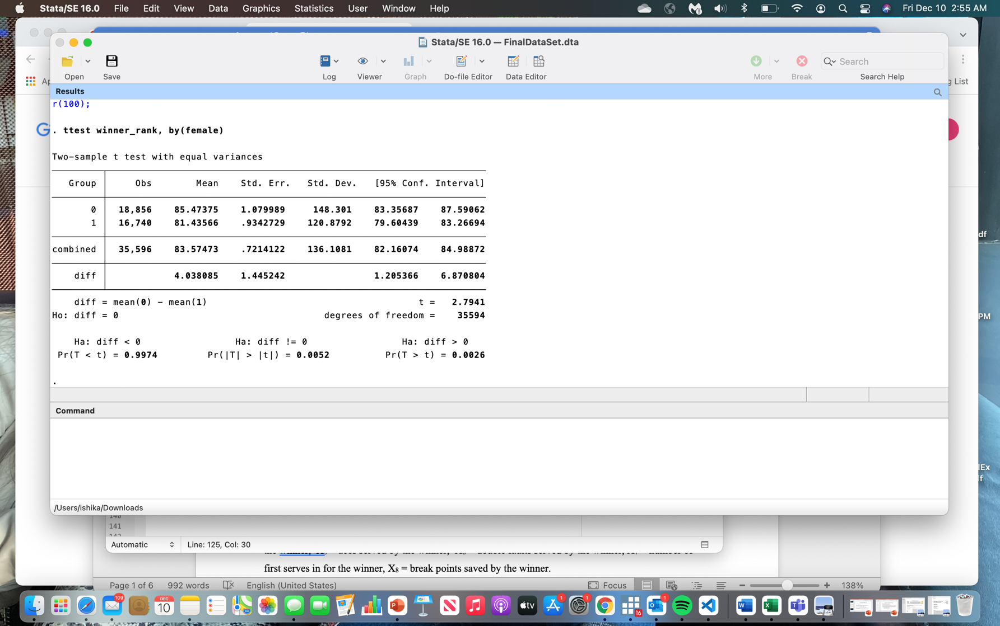 Stata/SE 16.0 File Edit View Data Graphics Statistics User Window Help Fri Dec 10 2:55 AM
Stata/SE 16.0 — FinalDataSet.dta
Open Save Log Viewer Graph Do-file Editor Data Editor More Break Search
Search Help
Results
r(100);
. ttest winner_rank, by(female)
Two-sample t test with equal variances
Group Obs Mean Std. Err. Std. Dev. [95% Conf. Interval]
0 18,856 85.47375 1.079989 148.301 83.35687 87.59062
1 16,740 81.43566 .9342729 120.8792 79.60439 83.26694
combined 35,596 83.57473 .7214122 136.1081 82.16074 84.98872
diff 4.038085 1.445242 1.205366 6.870804
diff = mean(0) - mean(1) t = 2.7941
Ho: diff = 0 degrees of freedom = 35594
Ha: diff < 0 Ha: diff != 0 Ha: diff > 0
Pr(T < t) = 0.9974 Pr(|T| > |t|) = 0.0052 Pr(T > t) = 0.0026
.
Command
/Users/ishika/Downloads
141
Automatic Line: 125, Col: 30
first serves in for the winner, X8 = break points saved by the winner.
Page 1 of 6 992 words English (United States) Focus 138%
109 DEC 10 tv 1 1 16 1